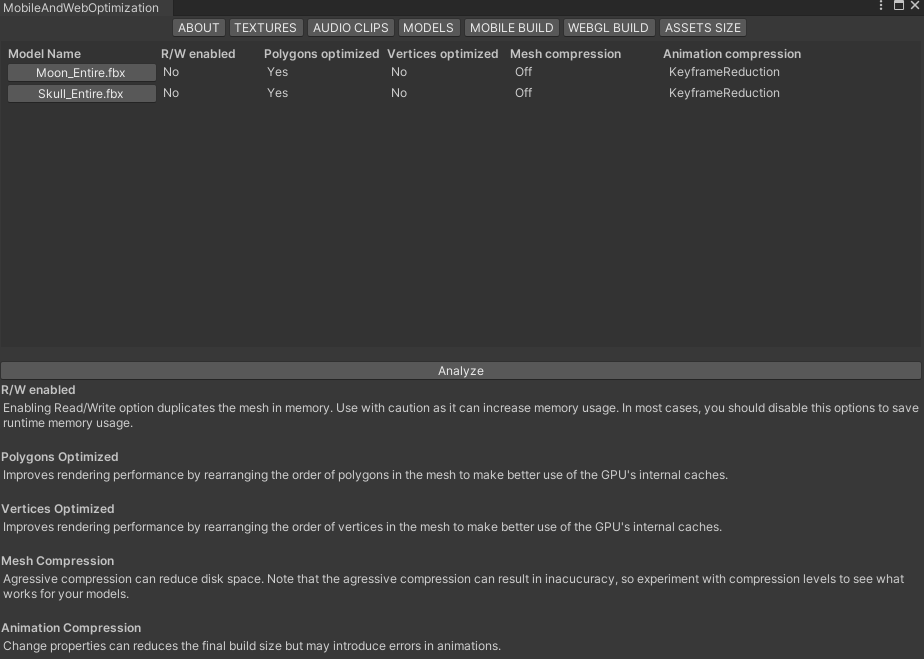 MobileAndWebOptimization
ABOUT TEXTURES AUDIO CLIPS MODELS MOBILE BUILD WEBGL BUILD ASSETS SIZE
Model Name R/W enabled Polygons optimized Vertices optimized Mesh compression Animation compression
Moon_Entire.fbx No Yes No Off KeyframeReduction
Skull_Entire.fbx No Yes No Off KeyframeReduction
Analyze
R/W enabled
Enabling Read/Write option duplicates the mesh in memory. Use with caution as it can increase memory usage. In most cases, you should disable this options to save
runtime memory usage.
Polygons Optimized
Improves rendering performance by rearranging the order of polygons in the mesh to make better use of the GPU's internal caches.
Vertices Optimized
Improves rendering performance by rearranging the order of vertices in the mesh to make better use of the GPU's internal caches.
Mesh Compression
Agressive compression can reduce disk space. Note that the agressive compression can result in inacucuracy, so experiment with compression levels to see what
works for your models.
Animation Compression
Change properties can reduces the final build size but may introduce errors in animations.